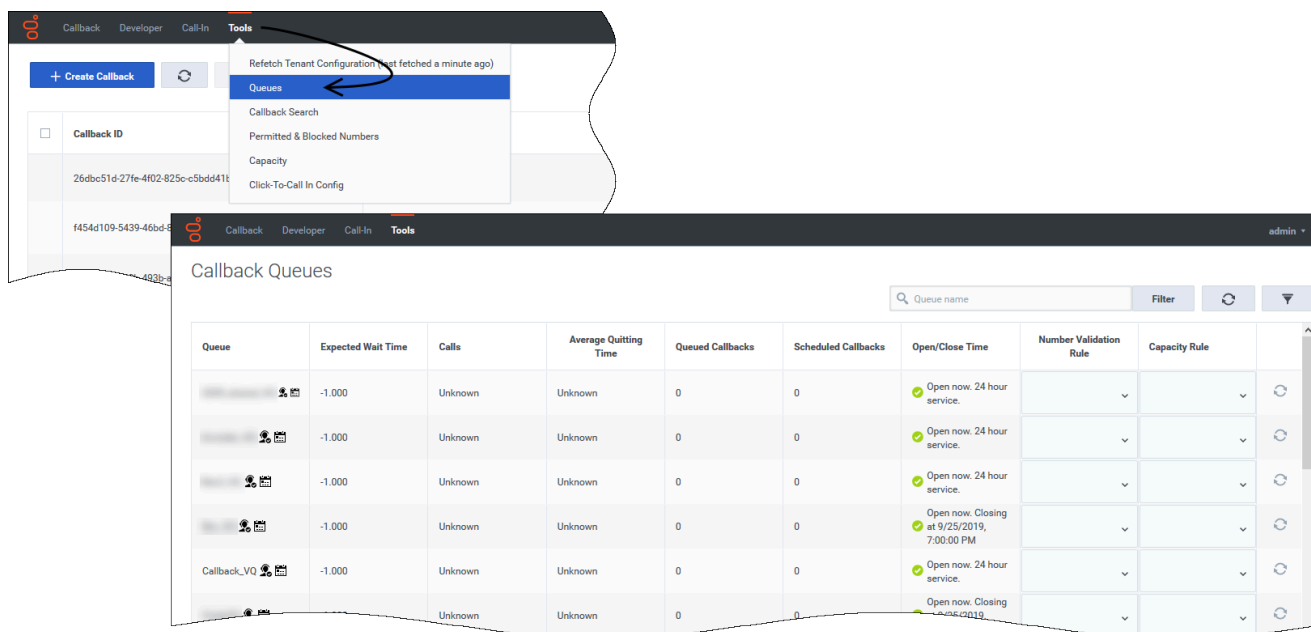 Callback Developer Call-In Tools
Refetch Tenant Configuration (last fetched a minute ago)
+ Create Callback
Queues
Callback Search
Callback ID
Permitted & Blocked Numbers
Capacity
26dbc51d-27fe-4f02-825c-c5bdd41b
Click-To-Call In Config
f454d109-5439-46bd-8
-493b-a
Callback Developer Call-In Tools admin
Callback Queues
Queue name Filter
Queue Expected Wait Time Calls Average Quitting Time Queued Callbacks Scheduled Callbacks Open/Close Time Number Validation Rule Capacity Rule
-1.000 Unknown Unknown 0 0 Open now. 24 hour service.
-1.000 Unknown Unknown 0 0 Open now. 24 hour service.
-1.000 Unknown Unknown 0 0 Open now. 24 hour service.
-1.000 Unknown Unknown 0 0 Open now. Closing at 9/25/2019, 7:00:00 PM
Callback_VQ -1.000 Unknown Unknown 0 0 Open now. 24 hour service.
Unknown Unknown 0 0 Open now. Closing